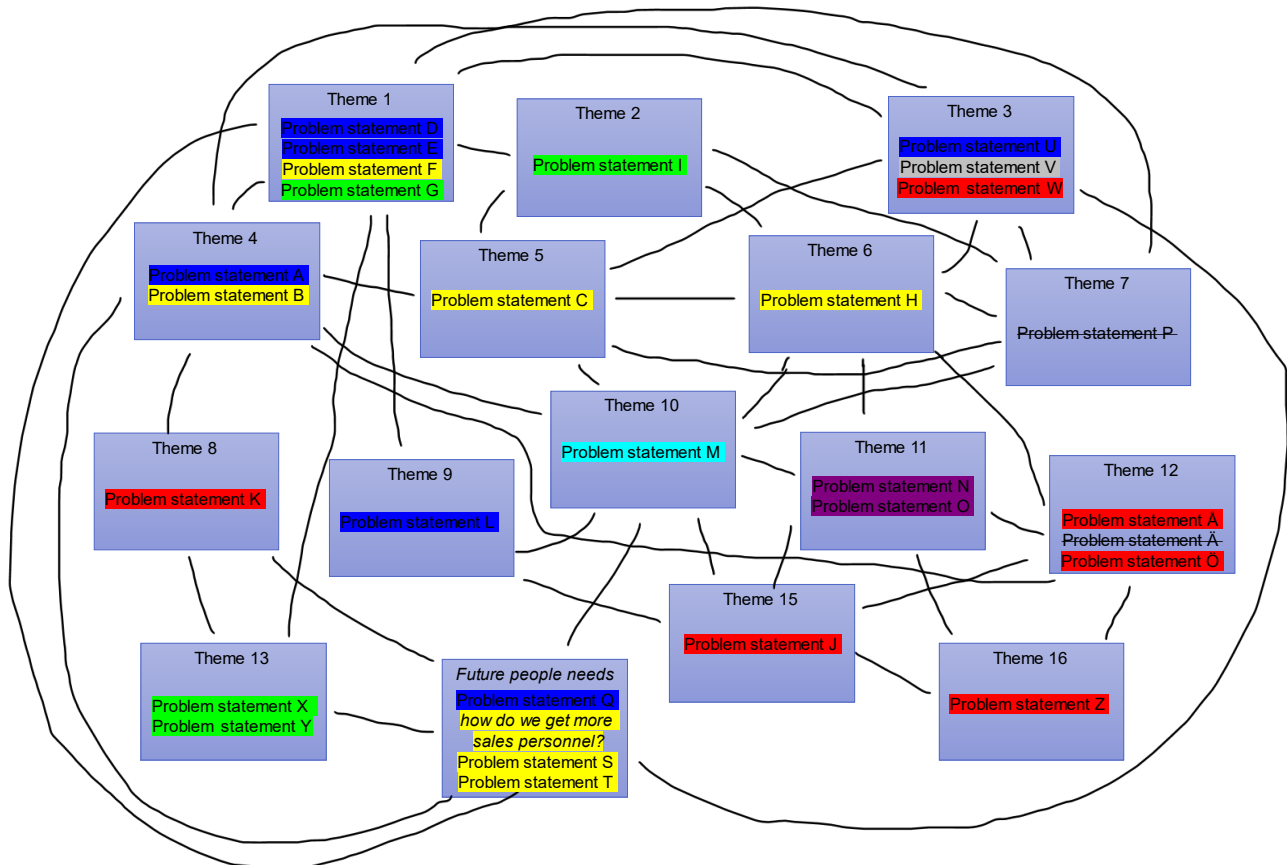 Theme 1
Problem statement D
Problem statement E
Problem statement F
Problem statement G
Theme 2
Problem statement I
Theme 3
Problem statement U
Problem statement V
Problem statement W
Theme 4
Problem statement A
Problem statement B
Theme 5
Problem statement C
Theme 6
Problem statement H
Theme 7
Problem statement P
Theme 8
Problem statement K
Theme 9
Problem statement L
Theme 10
Problem statement M
Theme 11
Problem statement N
Problem statement O
Theme 12
Problem statement Å
Problem statement Ä
Problem statement Ö
Theme 13
Problem statement X
Problem statement Y
Future people needs
Problem statement Q
how do we get more
sales personnel?
Problem statement S
Problem statement T
Theme 15
Problem statement J
Theme 16
Problem statement Z